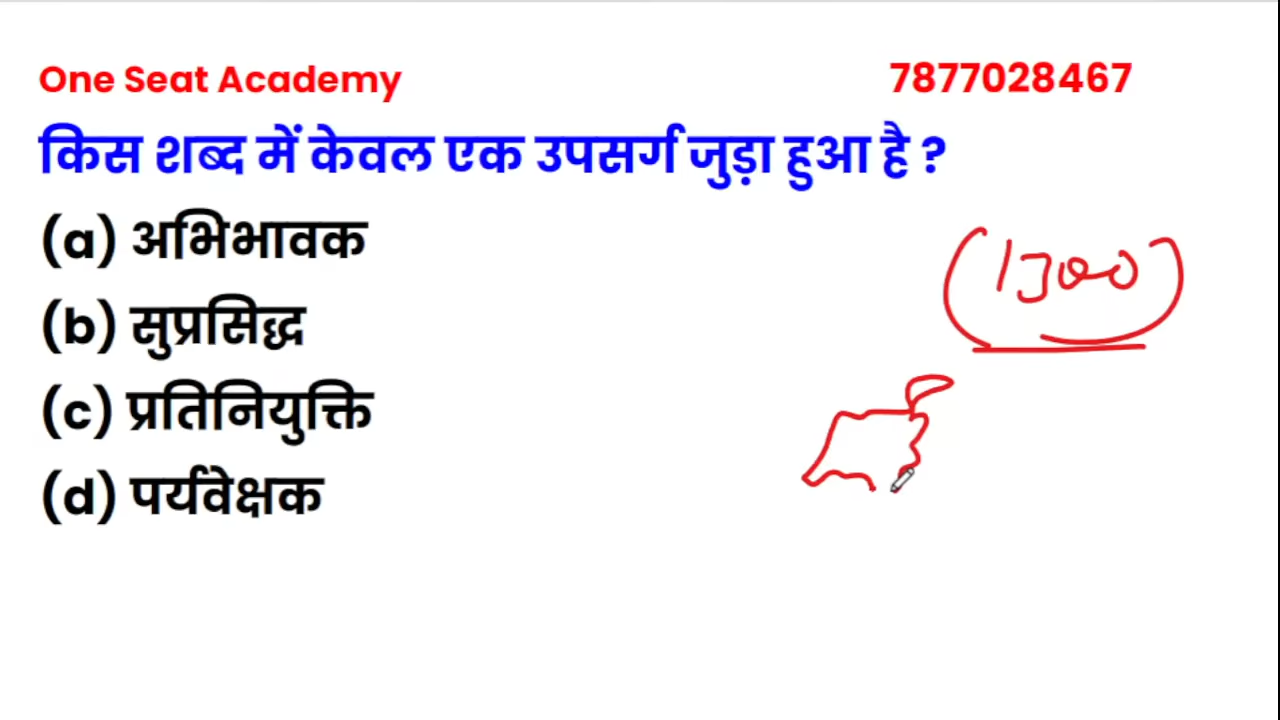 One Seat Academy 7877028467
किस शब्द में केवल एक उपसर्ग जुड़ा हुआ है ?
(a) अभिभावक
(b) सुप्रसिद्ध
(c) प्रतिनियुक्ति
(d) पर्यवेक्षक